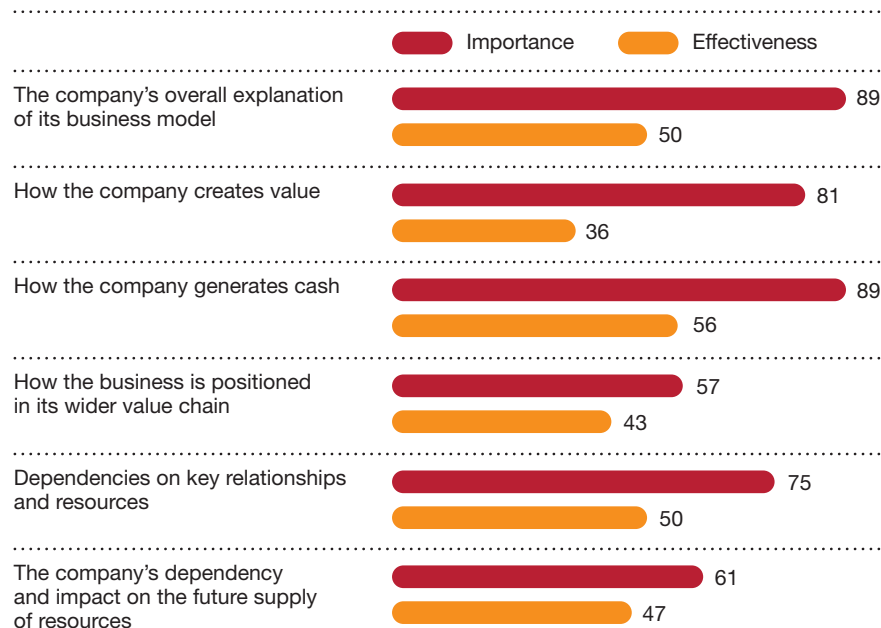 Importance Effectiveness
The company’s overall explanation
of its business model
89
50
How the company creates value
81
36
How the company generates cash
89
56
How the business is positioned
in its wider value chain
57
43
Dependencies on key relationships
and resources
75
50
The company’s dependency
and impact on the future supply
of resources
61
47